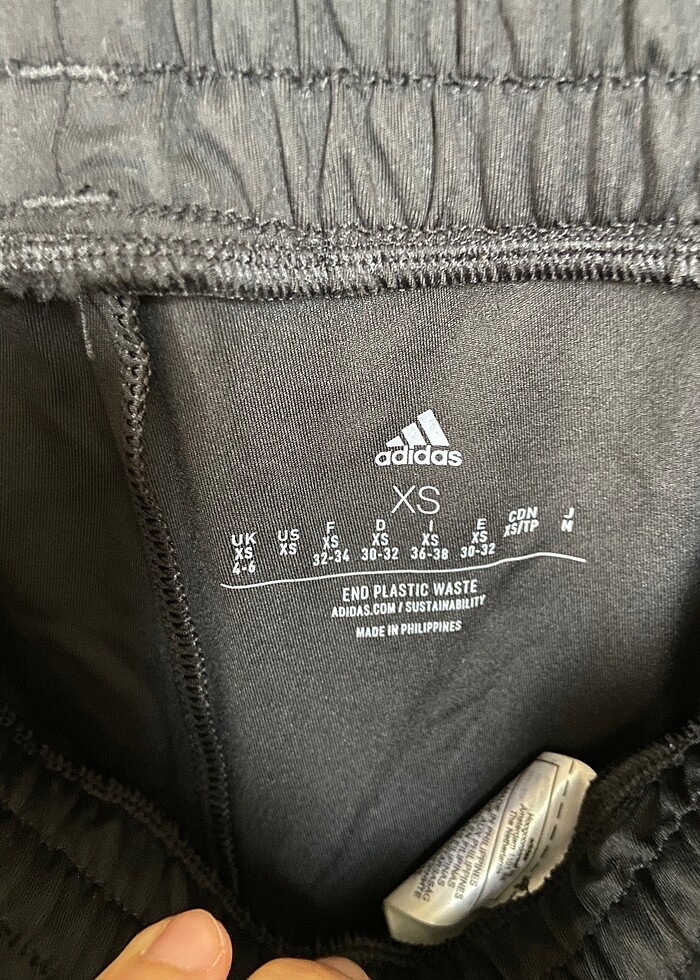 adidas
XS
UK US F D I E CDN J
XS XS XS XS XS XS XS/TP M
4-6 32-34 30-32 36-38 30-32
END PLASTIC WASTE
ADIDAS.COM / SUSTAINABILITY
MADE IN PHILIPPINES